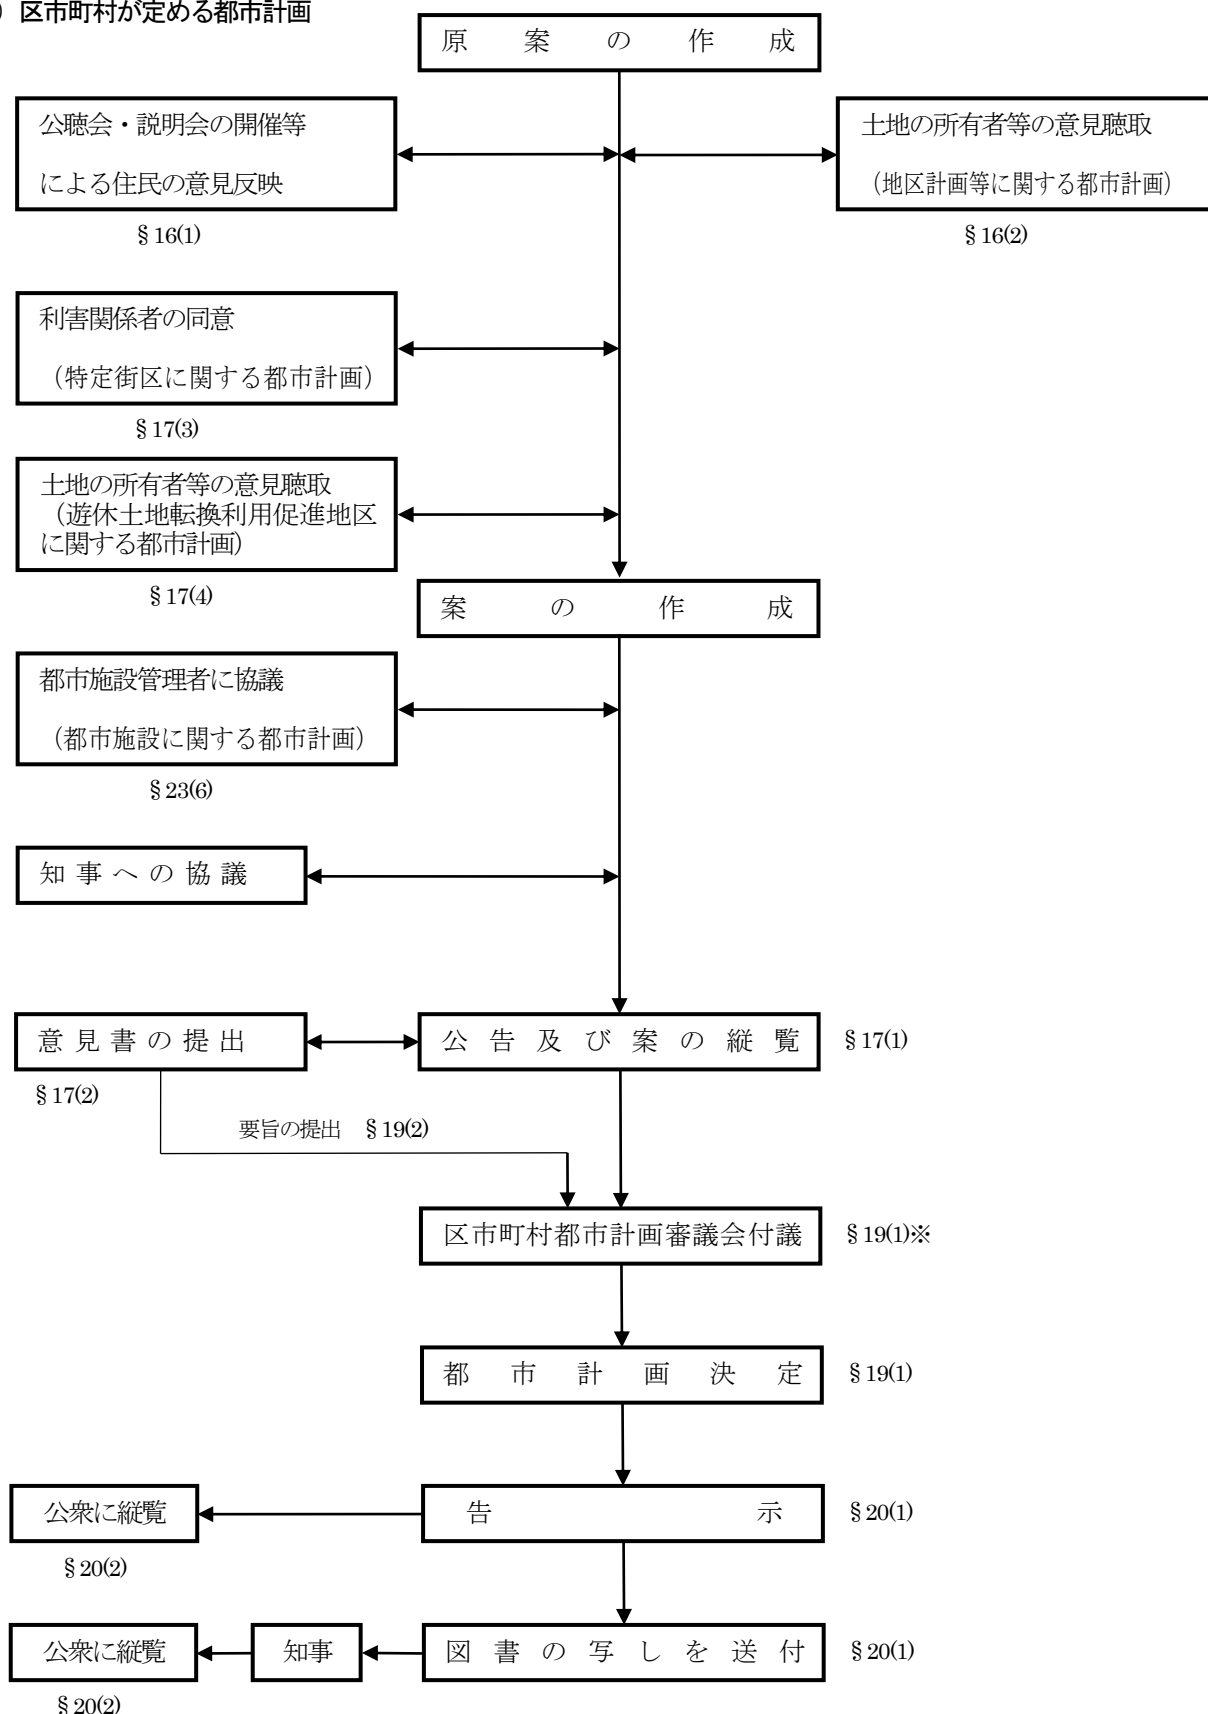 ) 区市町村が定める都市計画
原案の作成
公聴会・説明会の開催等
による住民の意見反映
§16(1)
土地の所有者等の意見聴取
（地区計画等に関する都市計画）
§16(2)
利害関係者の同意
（特定街区に関する都市計画）
§17(3)
土地の所有者等の意見聴取
（遊休土地転換利用促進地区
に関する都市計画）
§17(4)
案の作成
都市施設管理者に協議
（都市施設に関する都市計画）
§23(6)
知事への協議
意見書の提出
§17(2)
公告及び案の縦覧 §17(1)
要旨の提出 §19(2)
区市町村都市計画審議会付議 §19(1)※
都市計画決定 §19(1)
公衆に縦覧
§20(2)
告示 §20(1)
公衆に縦覧
§20(2)
知事
図書の写しを送付 §20(1)